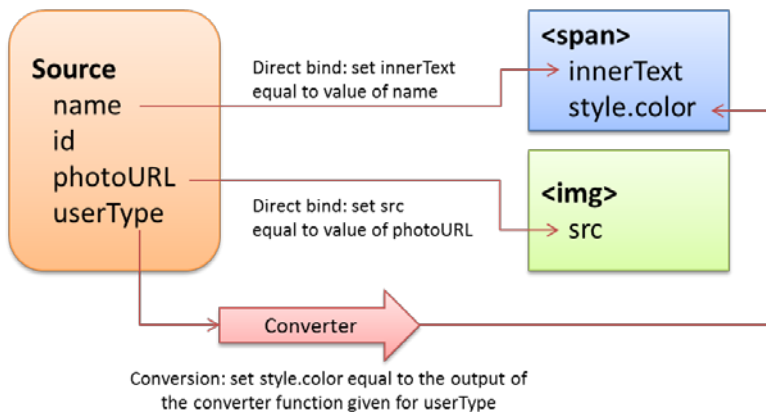 Source
name
id
photoURL
userType
Direct bind: set innerText
equal to value of name
Direct bind: set src
equal to value of photoURL
<span>
innerText
style.color
<img>
src
Converter
Conversion: set style.color equal to the output of
the converter function given for userType